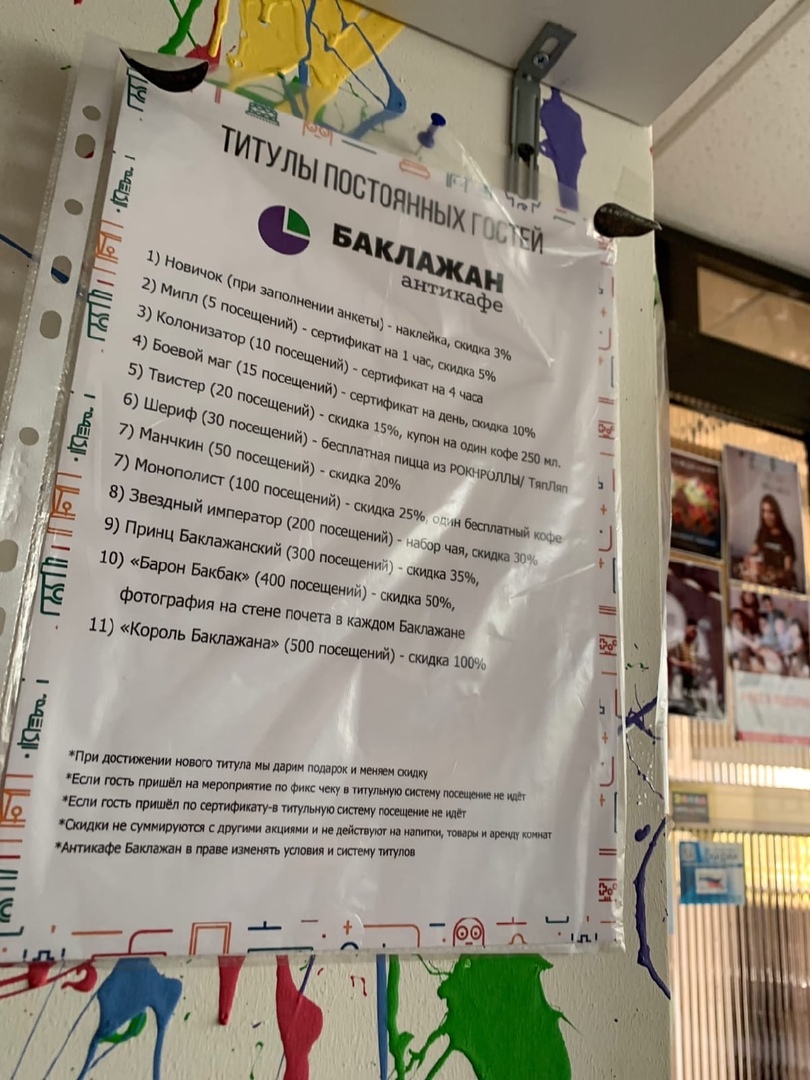 ТИТУЛЫ ПОСТОЯННЫХ ГОСТЕЙ
БАКЛАЖАН
антикафе
1) Новичок (при заполнении анкеты) - наклейка, скидка 3%
2) Мипл (5 посещений) - сертификат на 1 час, скидка 5%
3) Колонизатор (10 посещений) - сертификат на 4 часа
4) Боевой маг (15 посещений) - сертификат на день, скидка 10%
5) Твистер (20 посещений) - скидка 15%, купон на один кофе 250 мл.
6) Шериф (30 посещений) - бесплатная пицца из РОКНРОЛЛЫ/ ТяпЛяп
7) Манчкин (50 посещений) - скидка 20%
7) Монополист (100 посещений) - скидка 25%, один бесплатный кофе
8) Звездный император (200 посещений) - набор чая, скидка 30%
9) Принц Баклажанский (300 посещений) - скидка 35%,
10) «Барон Бакбак» (400 посещений) - скидка 50%,
фотография на стене почета в каждом Баклажане
11) «Король Баклажана» (500 посещений) - скидка 100%
*При достижении нового титула мы дарим подарок и меняем скидку
*Если гость пришёл на мероприятие по фикс чеку в титульную систему посещение не идёт
*Если гость пришёл по сертификату-в титульную систему посещение не идёт
*Скидки не суммируются с другими акциями и не действуют на напитки, товары и аренду комнат
*Антикафе Баклажан в праве изменять условия и систему титулов